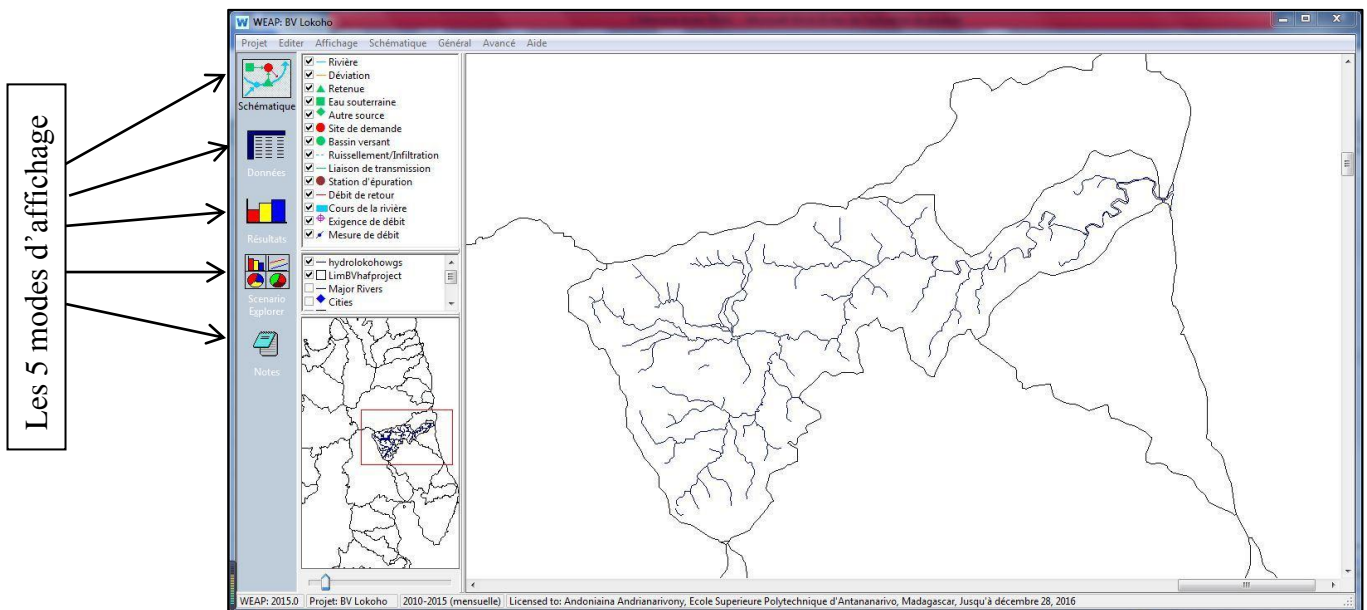 Les 5 modes d'affichage
WEAP: BV Lokoho
Projet Editer Affichage Schématique Général Avancé Aide
Schématique
Données
Résultats
Scenario
Explorer
Notes
Rivière
Déviation
Retenue
Eau souterraine
Autre source
Site de demande
Bassin versant
Ruissellement/Infiltration
Liaison de transmission
Station d'épuration
Débit de retour
Cours de la rivière
Exigence de débit
Mesure de débit
hydrolokohowgs
LimBVhafproject
Major Rivers
Cities
WEAP: 2015.0 Projet: BV Lokoho 2010-2015 (mensuelle) Licensed to: Andoniaina Andrianarivony, Ecole Superieure Polytechnique d'Antananarivo, Madagascar, Jusqu'à décembre 28, 2016